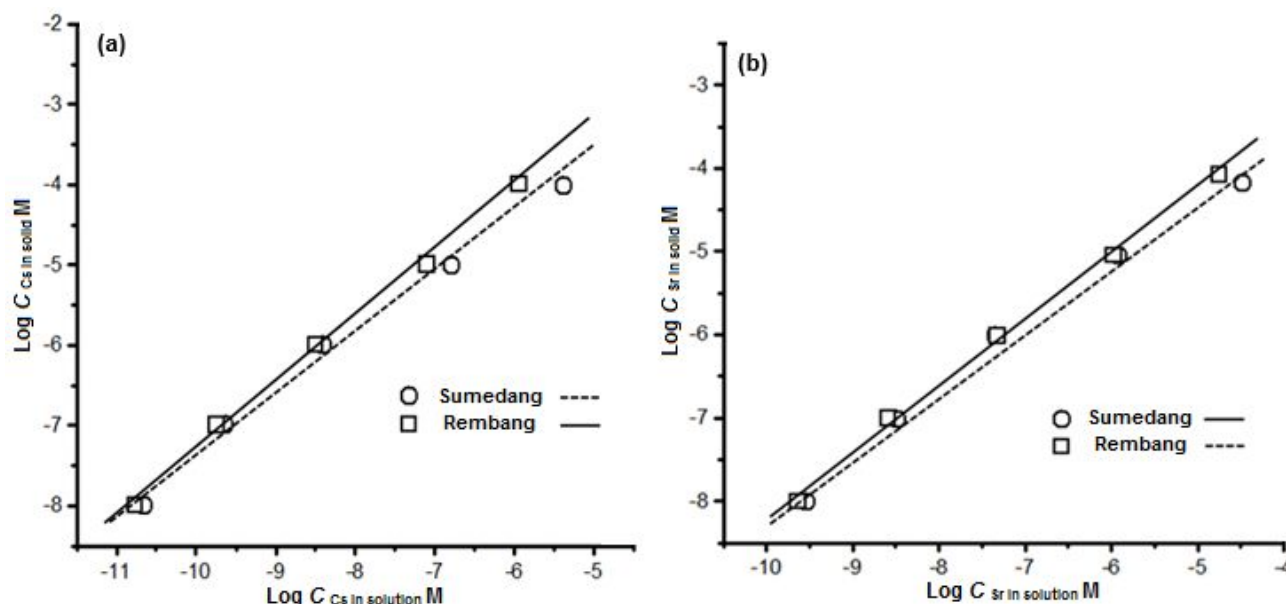 (a)
-2
-3
-4
-5
-6
-7
-8
Log C Cs in solid M
Sumedang
Rembang
-11 -10 -9 -8 -7 -6 -5
Log C Cs in solution M
(b)
-3
-4
-5
-6
-7
-8
Log C Sr in solid M
Sumedang
Rembang
-10 -9 -8 -7 -6 -5 -4
Log C Sr in solution M